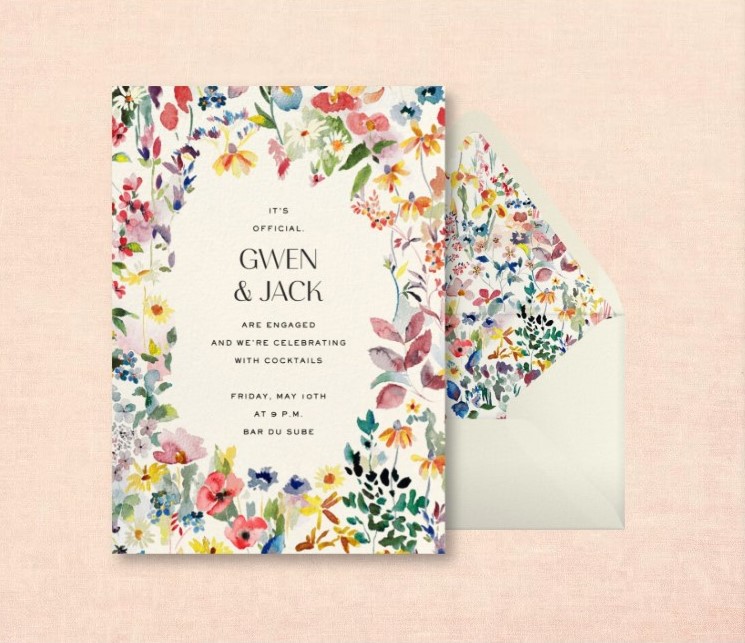 IT'S
OFFICIAL.
GWEN
& JACK
ARE ENGAGED
AND WE'RE CELEBRATING
WITH COCKTAILS
FRIDAY, MAY 10TH
AT 9 P.M.
BAR DU SUBE